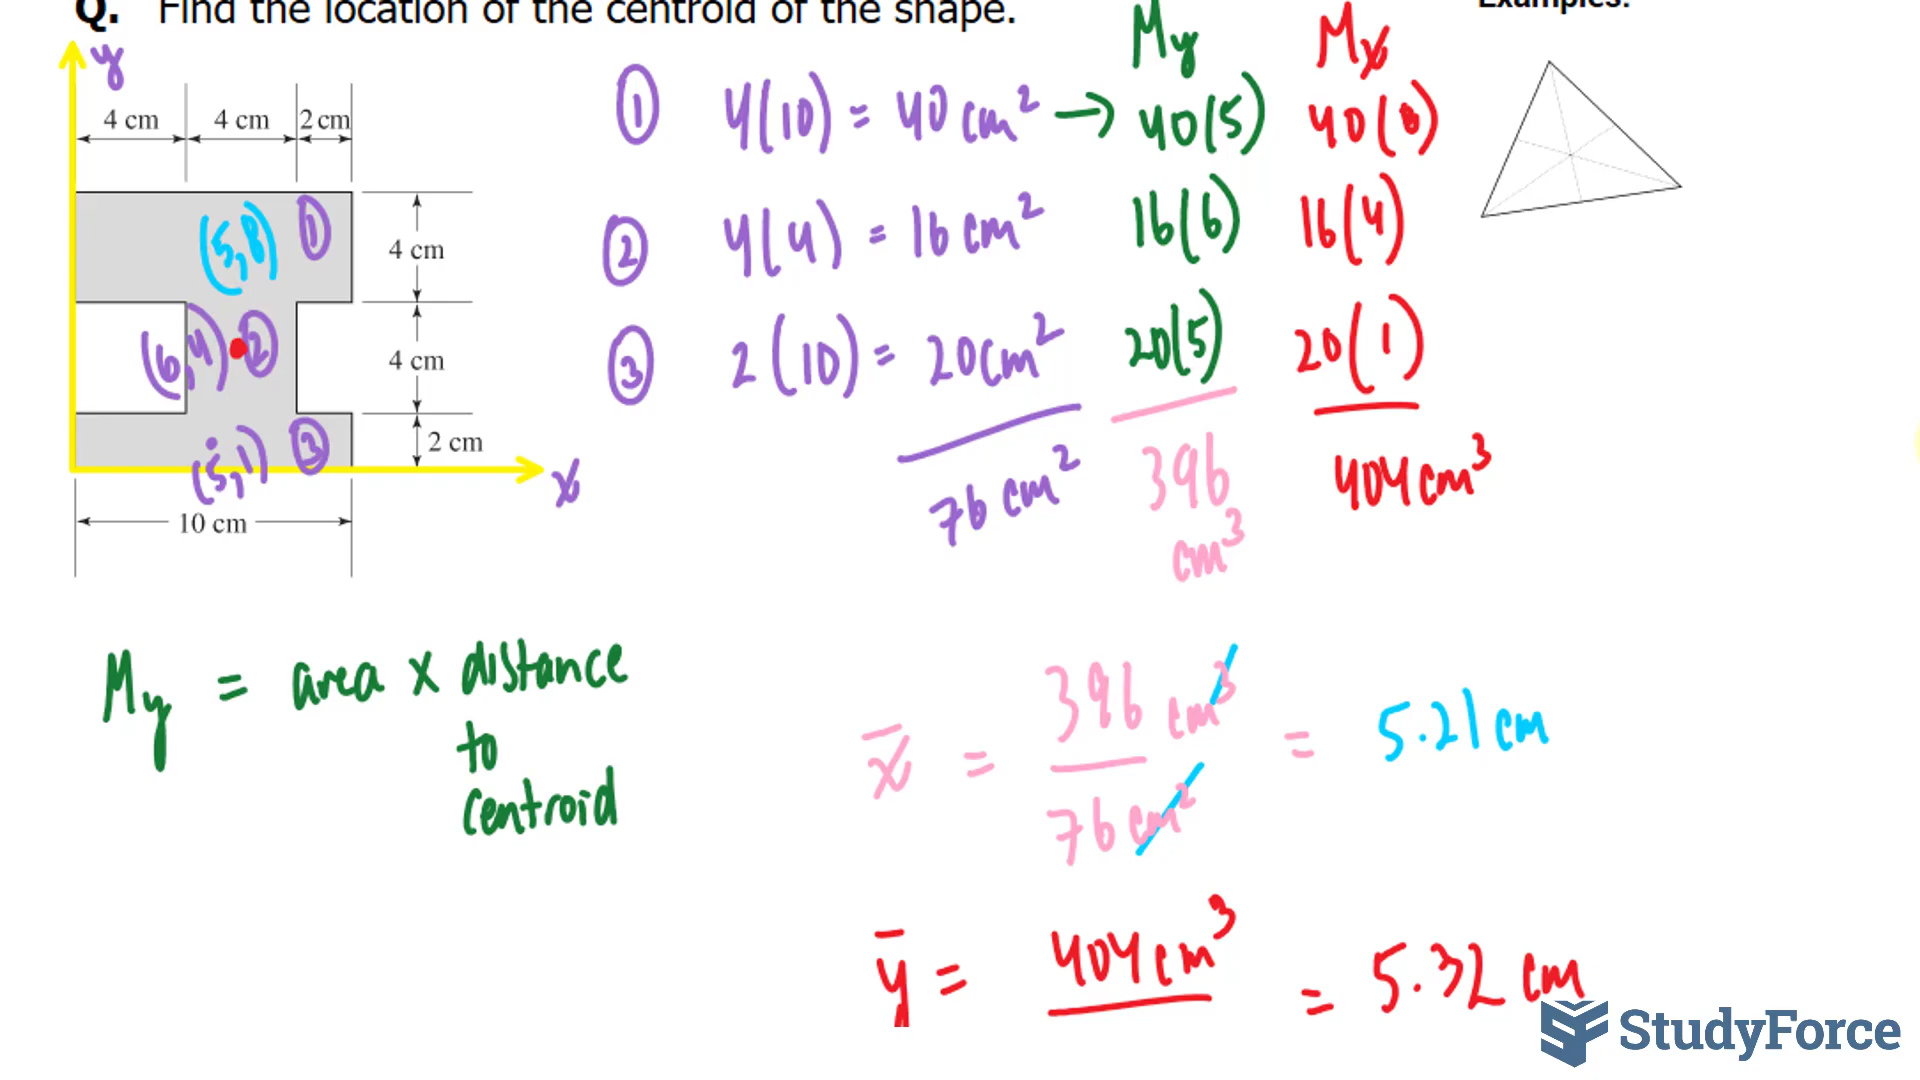 Q. Find the location of the centroid of the shape.
Examples:
y
4 cm
4 cm
2 cm
(5,8) ①
4 cm
(6,4) ②
4 cm
(5,1) ③
2 cm
x
10 cm
My
Mx
① 4(10) = 40 cm² → 40(5) 40(8)
② 4(4) = 16 cm² 16(6) 16(4)
③ 2(10) = 20cm² 20(5) 20(1)
76 cm²
396 cm³
404 cm³
My = area x distance
to
centroid
x̄ = 396 cm³ / 76 cm² = 5.21 cm
ȳ = 404 cm³ = 5.32 cm
StudyForce